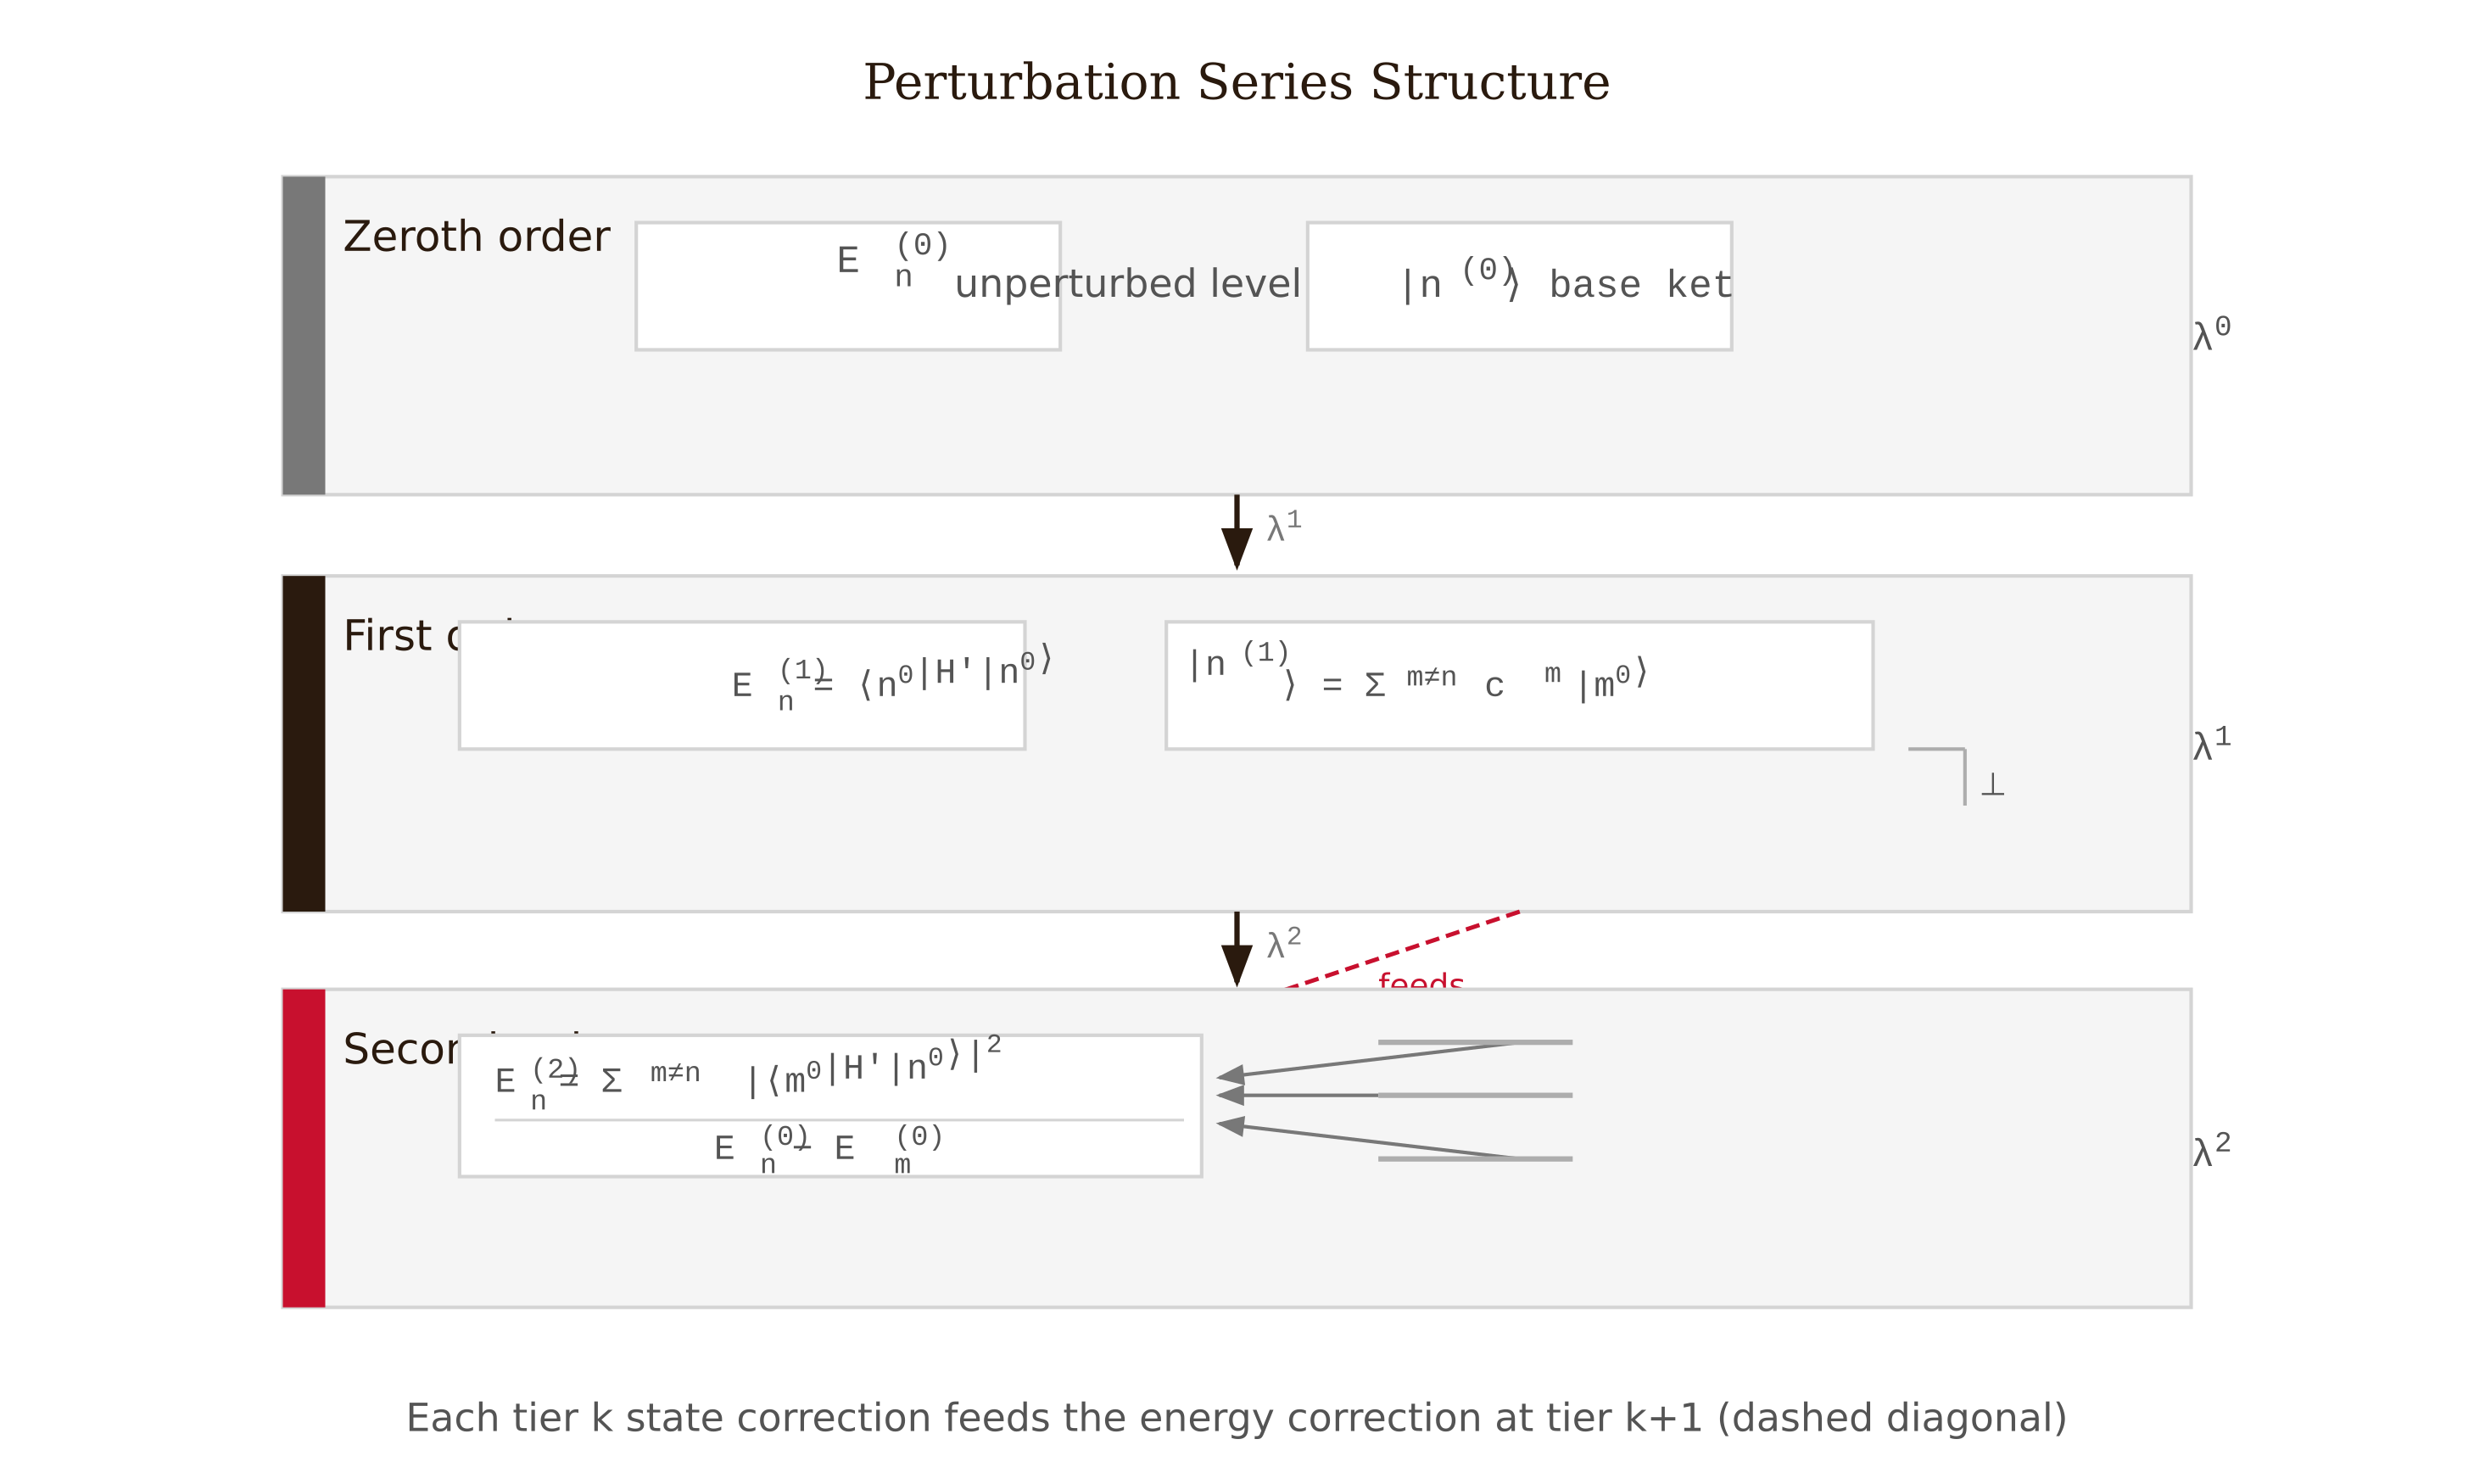 Perturbation Series Structure
Zeroth order
E n (0) unperturbed level
|n (0)⟩ base ket
λ0
λ1
First
E n (1) = ⟨n0|H'|n0⟩
|n (1)⟩ = Σ m≠n c m |m0⟩
⊥
λ1
λ2
feeds
E n (2) = Σ m≠n |⟨m0|H'|n0⟩|2
E n (0) - E m (0)
λ2
Each tier k state correction feeds the energy correction at tier k+1 (dashed diagonal)